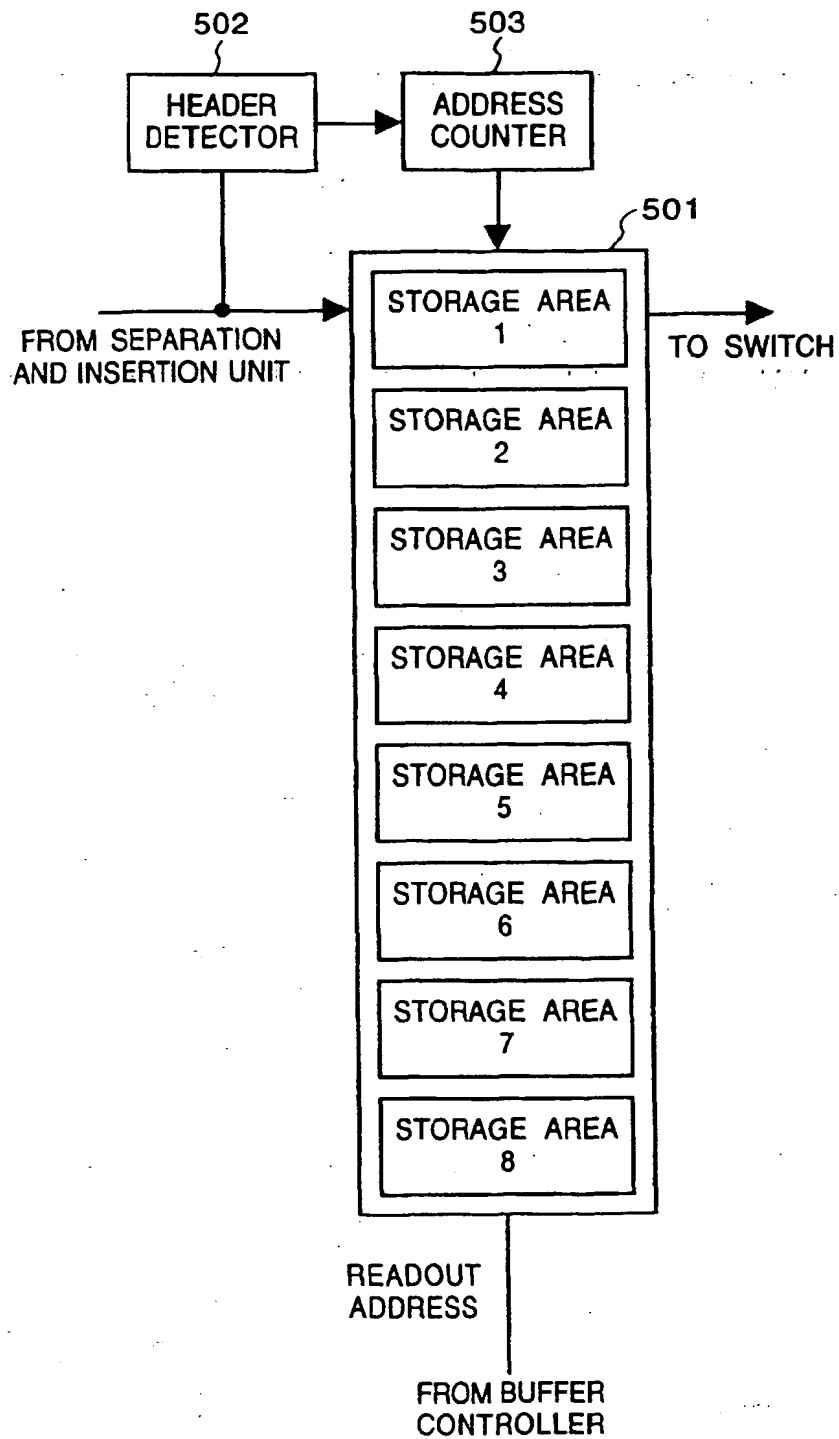 502
503
HEADER
DETECTOR
ADDRESS
COUNTER
501
FROM SEPARATION
AND INSERTION UNIT
TO SWITCH
STORAGE AREA
1
STORAGE AREA
2
STORAGE AREA
3
STORAGE AREA
4
STORAGE AREA
5
STORAGE AREA
6
STORAGE AREA
7
STORAGE AREA
8
READOUT
ADDRESS
FROM BUFFER
CONTROLLER